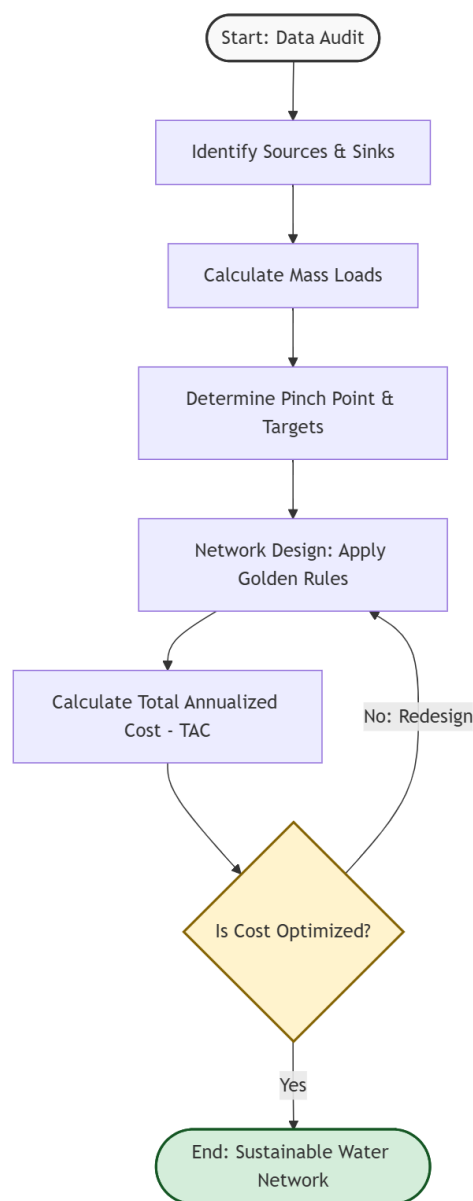 Start: Data Audit
Identify Sources & Sinks
Calculate Mass Loads
Determine Pinch Point &
Targets
Network Design: Apply
Golden Rules
Calculate Total Annualized
Cost - TAC
No: Redesign
Is Cost Optimized?
Yes
End: Sustainable Water
Network